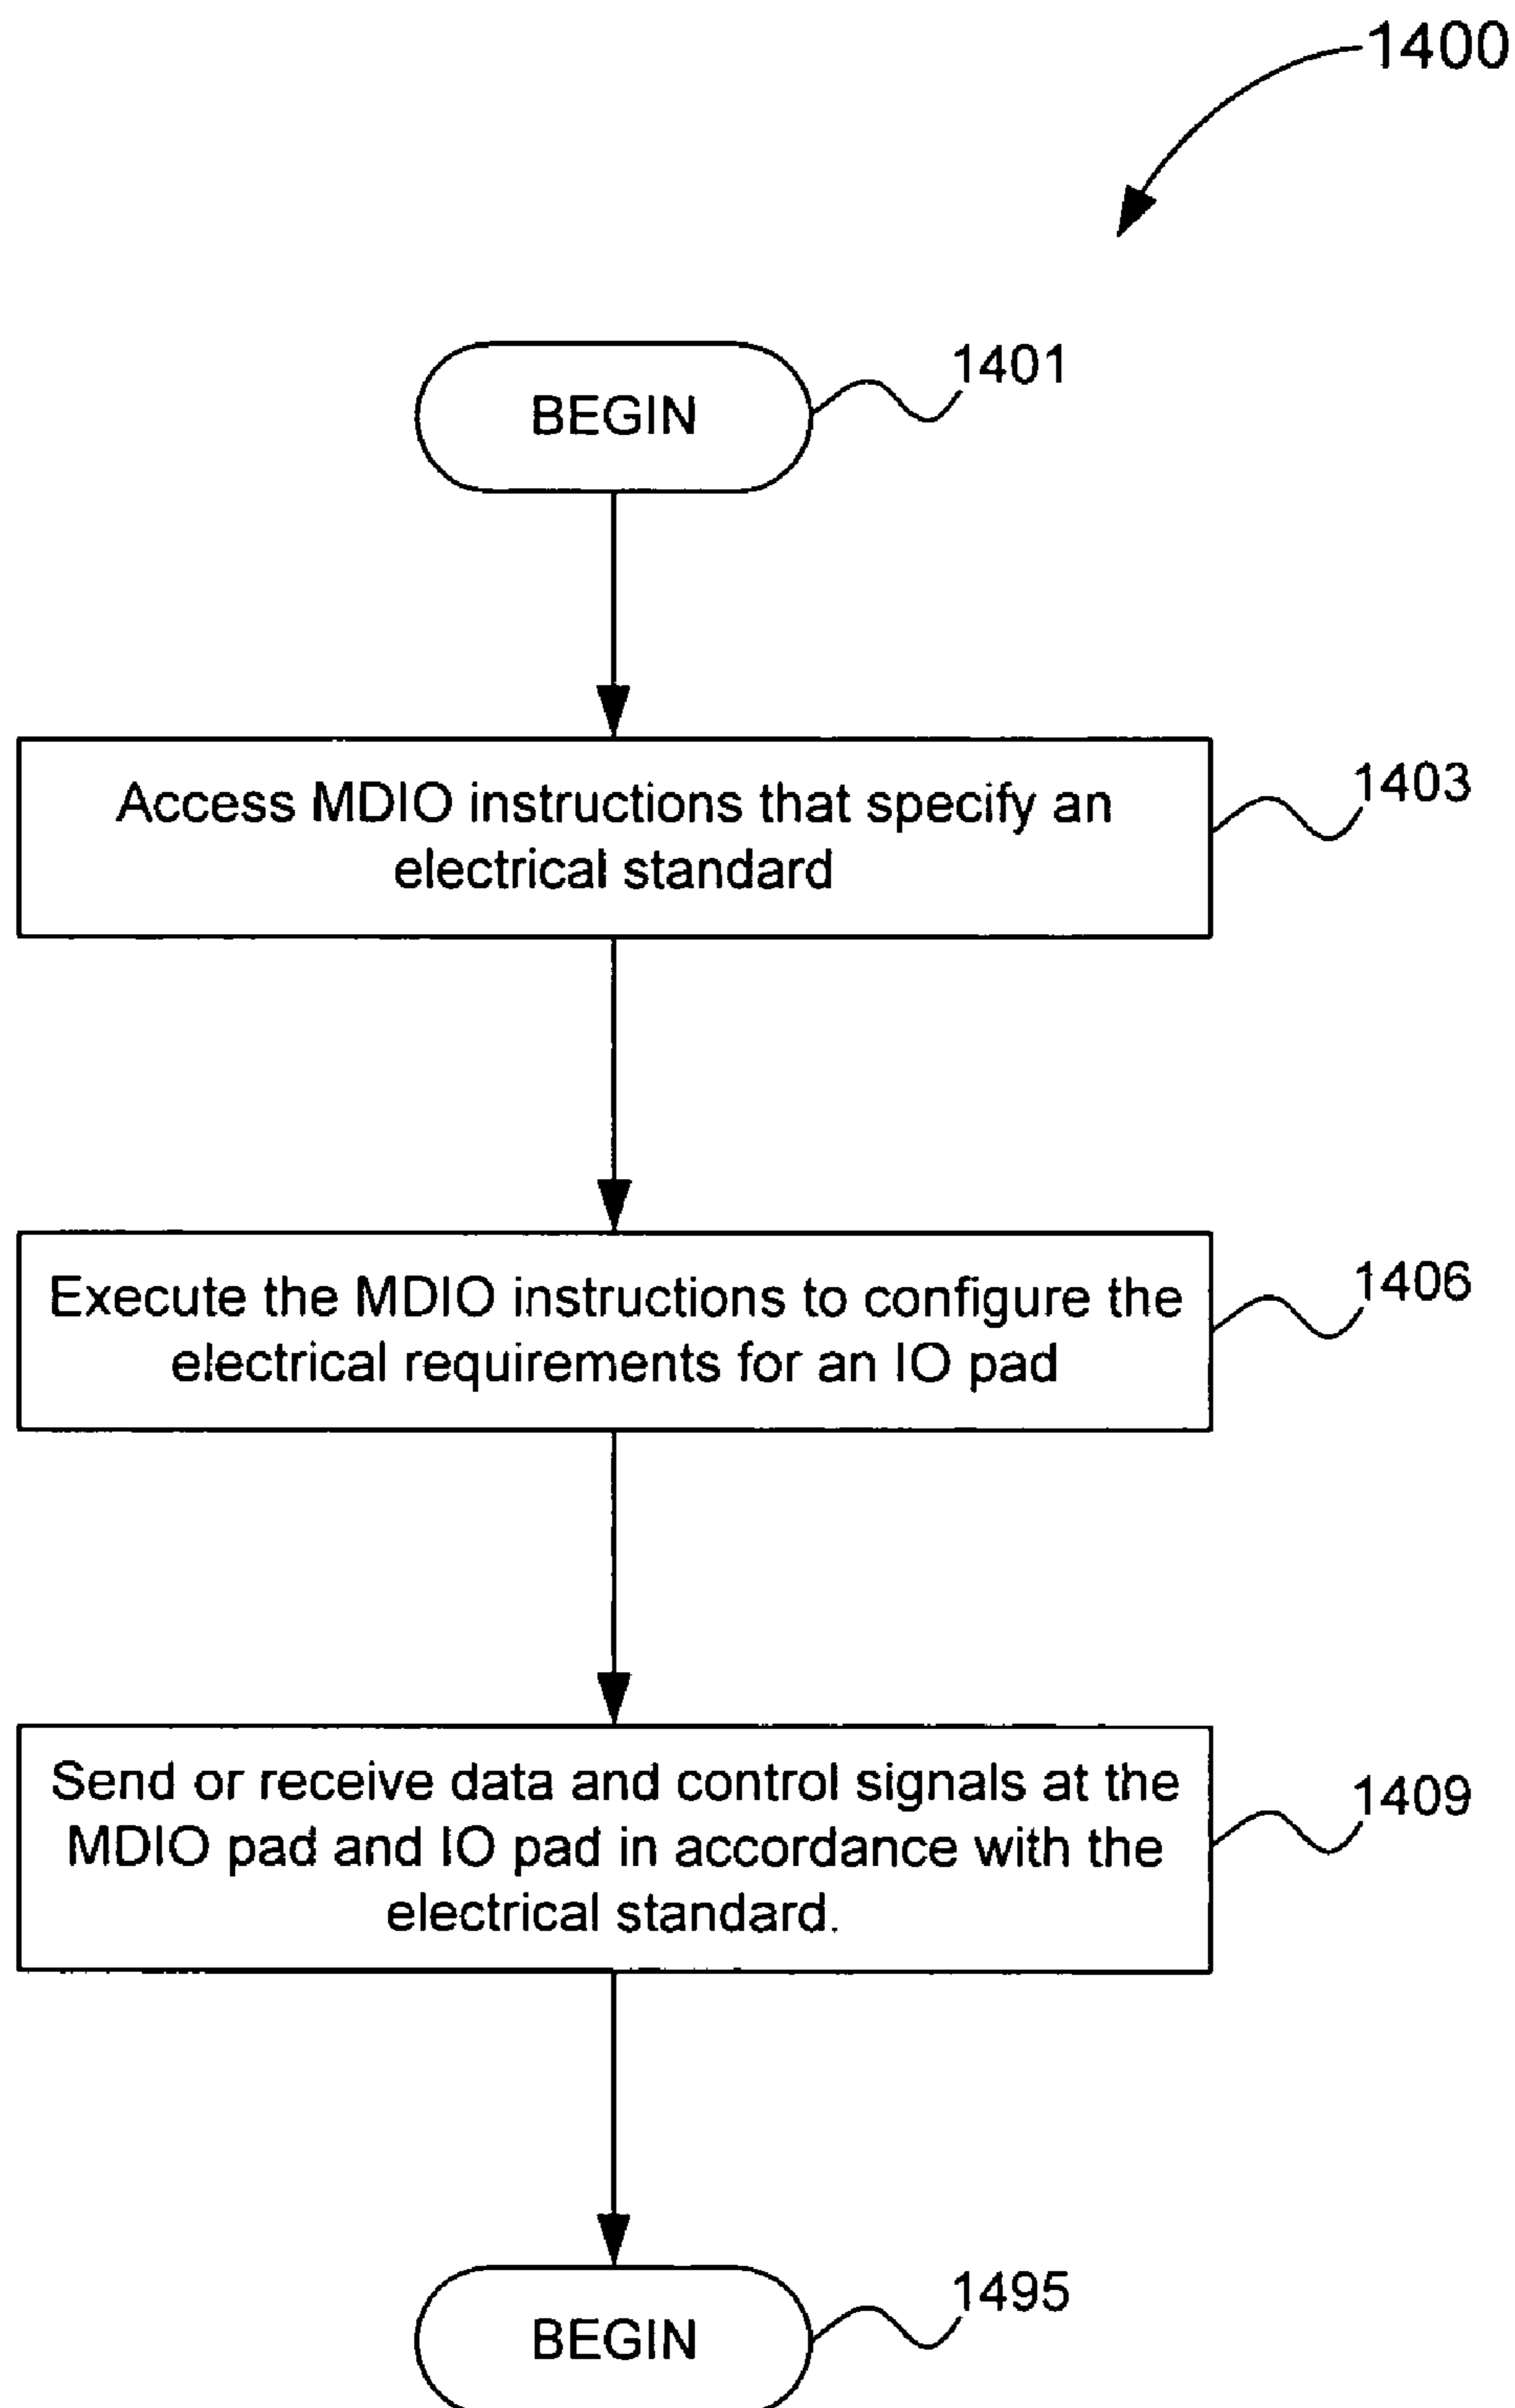 1400
BEGIN
1401
Access MDIO instructions that specify an
electrical standard
1403
Execute the MDIO instructions to configure the
electrical requirements for an IO pad
1406
Send or receive data and control signals at the
MDIO pad and IO pad in accordance with the
electrical standard.
1409
BEGIN
1495